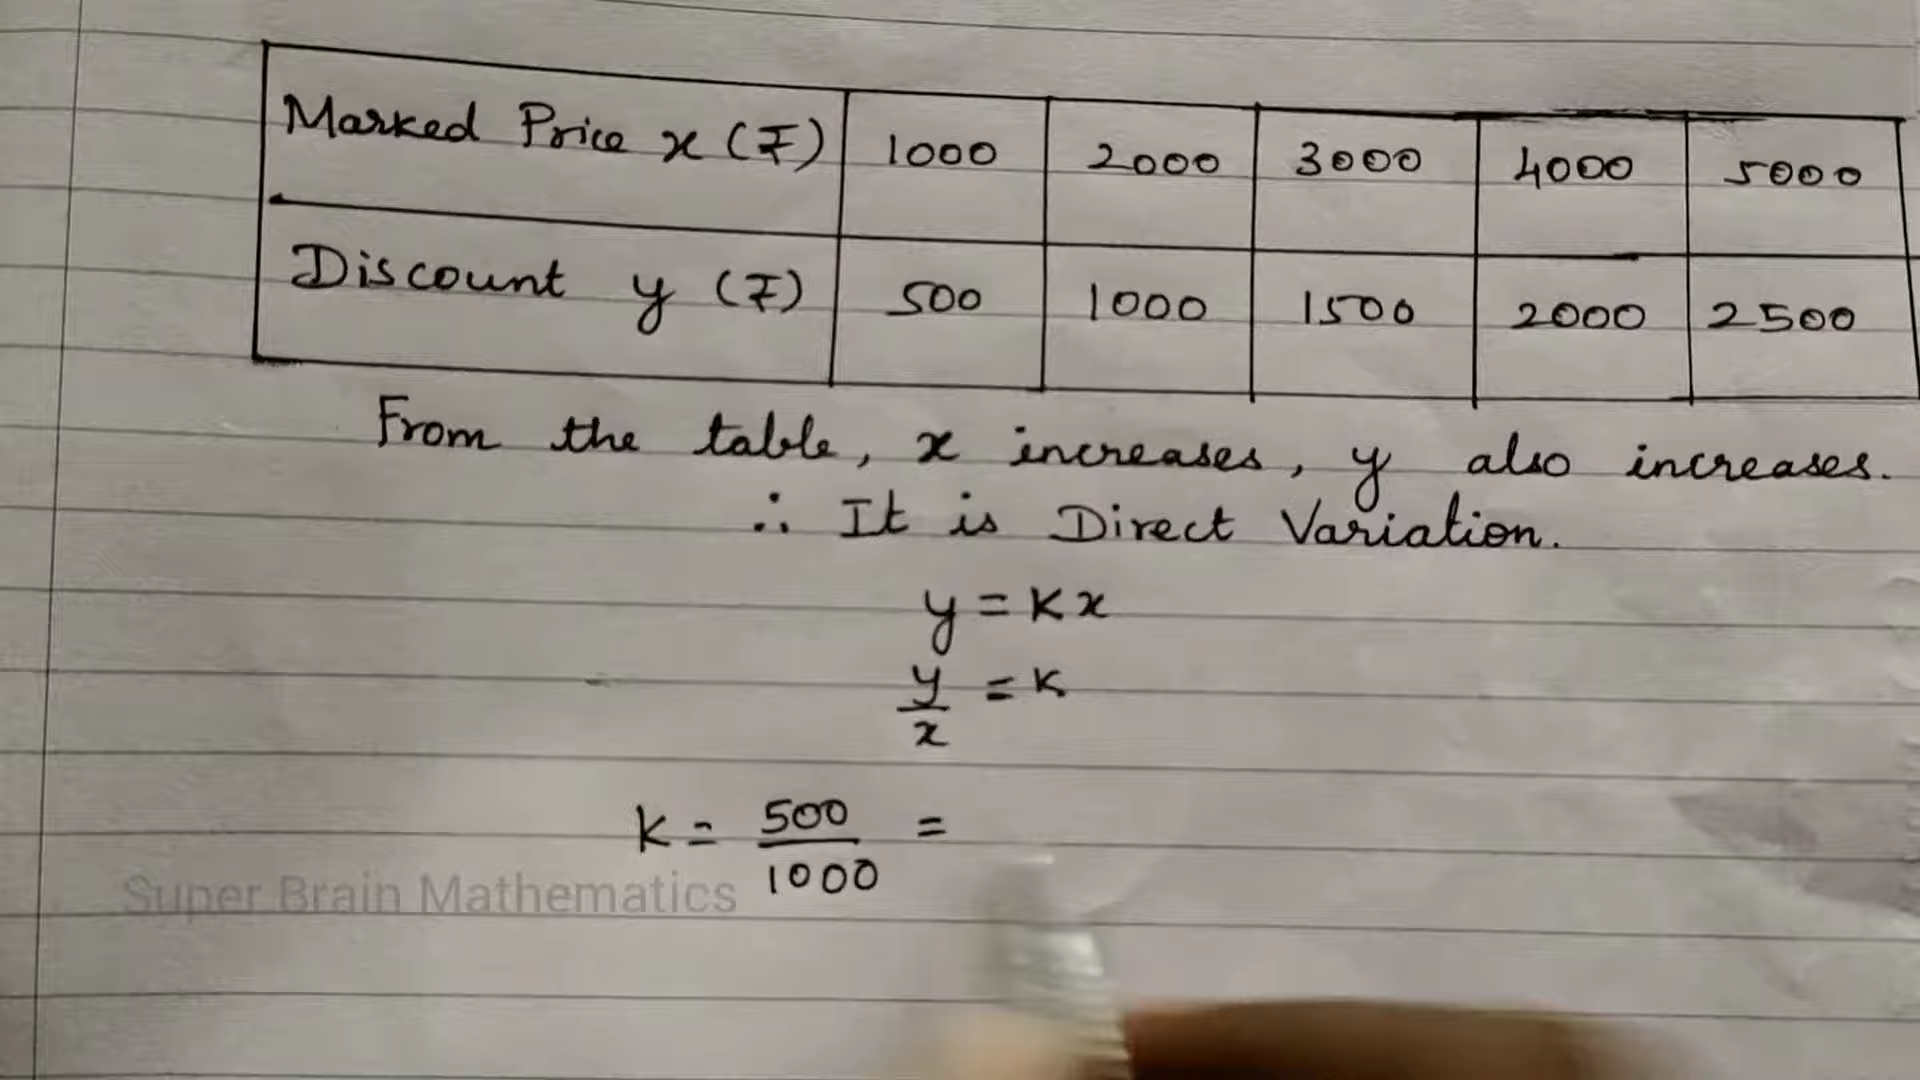 Marked Price x (₹) 1000 2000 3000 4000 5000
Discount y (₹) 500 1000 1500 2000 2500
From the table, x increases, y also increases.
∴ It is Direct Variation.
y = Kx
y/x = K
K = 500/1000 =
Super Brain Mathematics